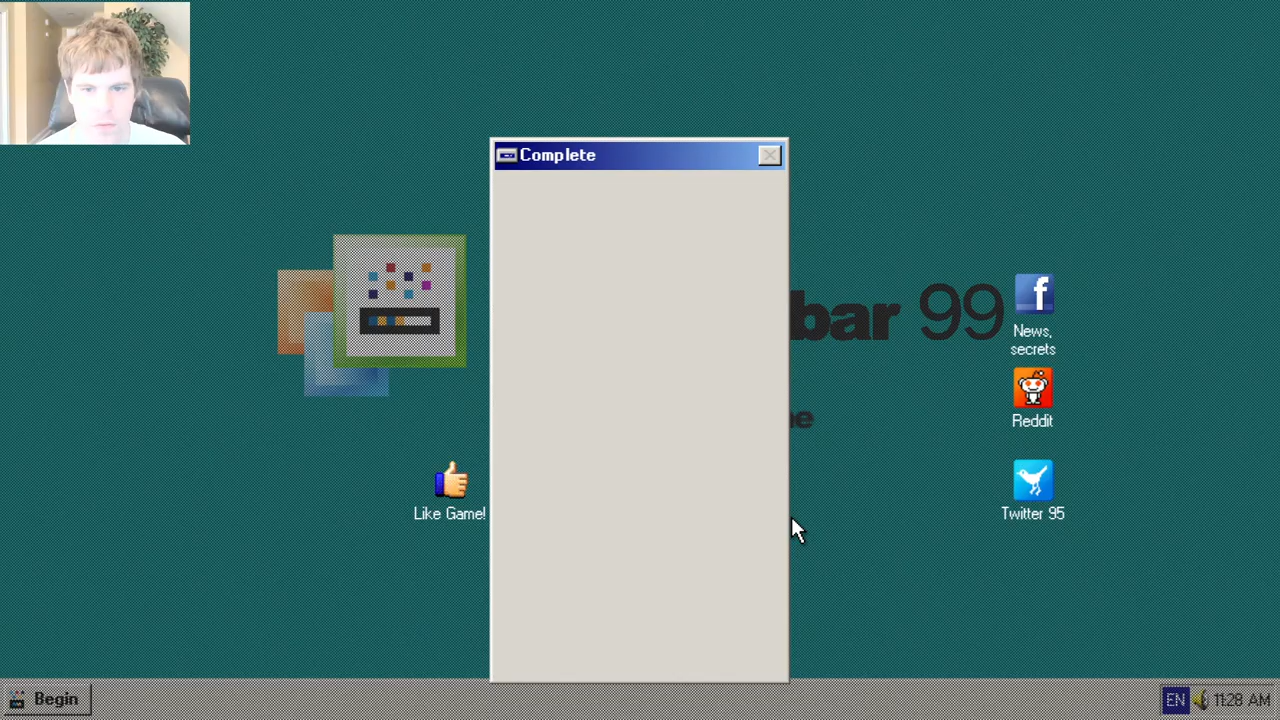 Complete
bar 99
News,
secrets
Reddit
Like Game!
Twitter 95
Begin
EN
11:28 AM